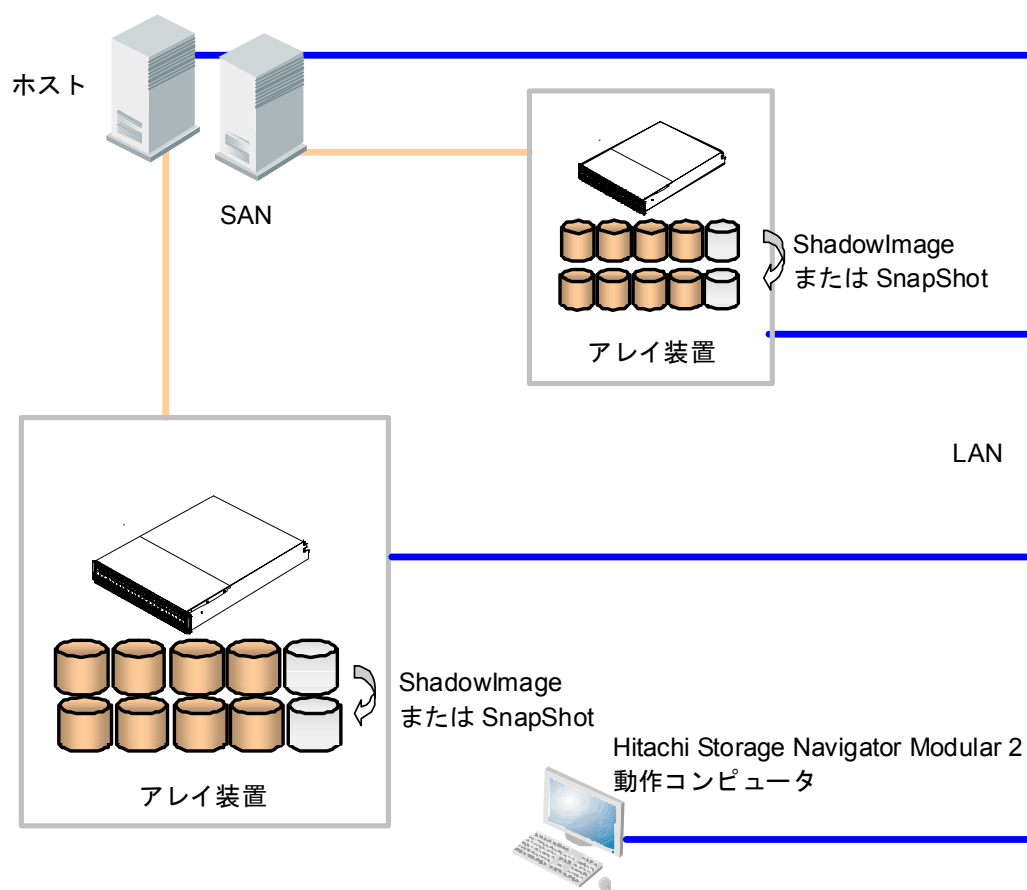 ホスト
SAN
ShadowImage
または SnapShot
アレイ装置
LAN
ShadowImage
または SnapShot
アレイ装置
Hitachi Storage Navigator Modular 2
動作コンピュータ